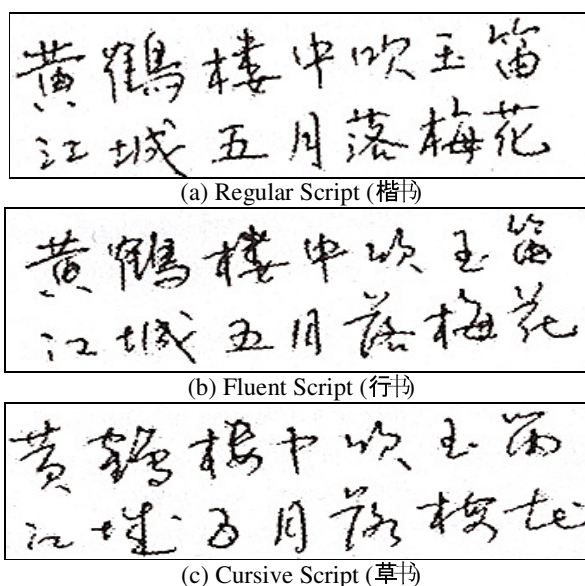 黄鹤楼中吹玉笛
江城五月落梅花
(a) Regular Script (楷书)
黄鹤楼中吹玉笛
江城五月落梅花
(b) Fluent Script (行书)
黄鹤楼中吹玉笛
江城五月落梅花
(c) Cursive Script (草书)